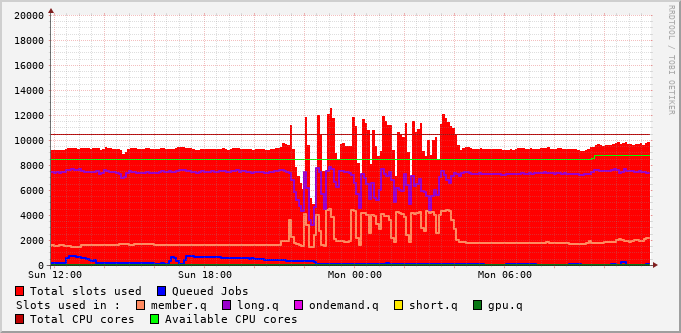 20000
18000
16000
14000
12000
10000
8000
6000
4000
2000
0
Sun 12:00 Sun 18:00 Mon 00:00 Mon 06:00
Total slots used Queued Jobs
Slots used in : member.q long.q ondemand.q short.q gpu.q
Total CPU cores Available CPU cores
RRDTOOL / TOBI OETIKER